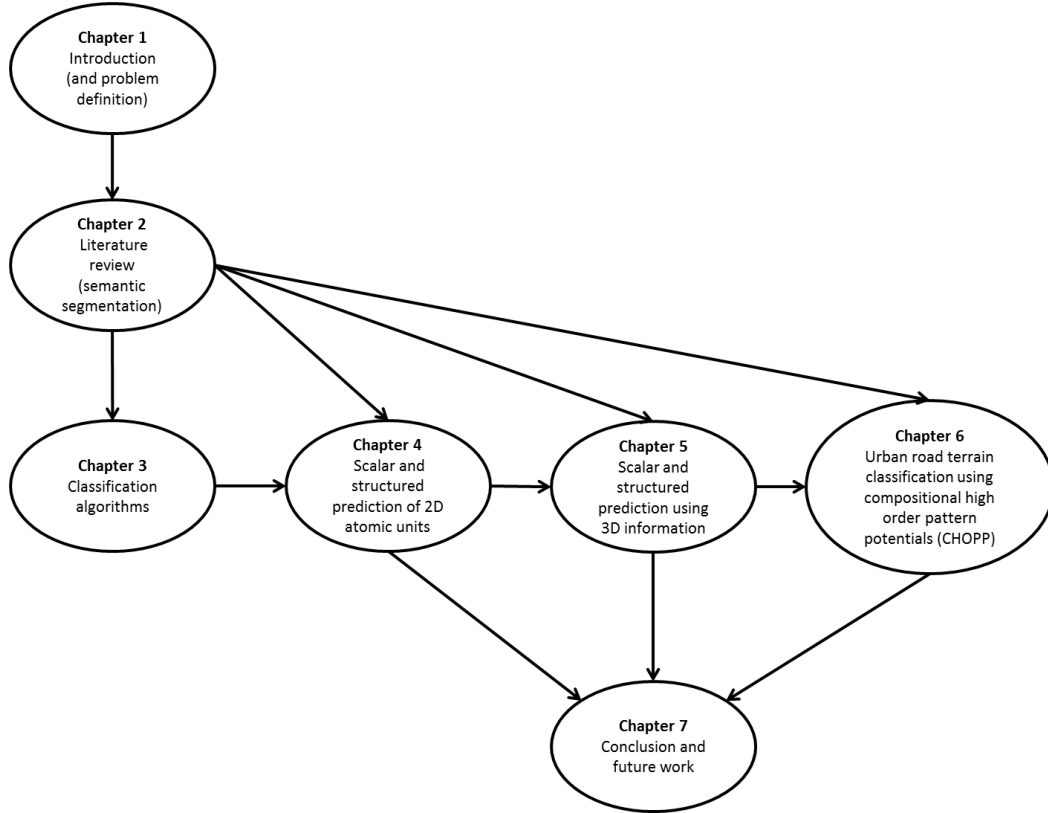 Chapter 1
Introduction
(and problem
definition)
Chapter 2
Literature
review
(semantic
segmentation)
Chapter 3
Classification
algorithms
Chapter 4
Scalar and
structured
prediction of 2D
atomic units
Chapter 5
Scalar and
structured
prediction using
3D information
Chapter 6
Urban road terrain
classification using
compositional high
order pattern
potentials (CHOPP)
Chapter 7
Conclusion and
future work